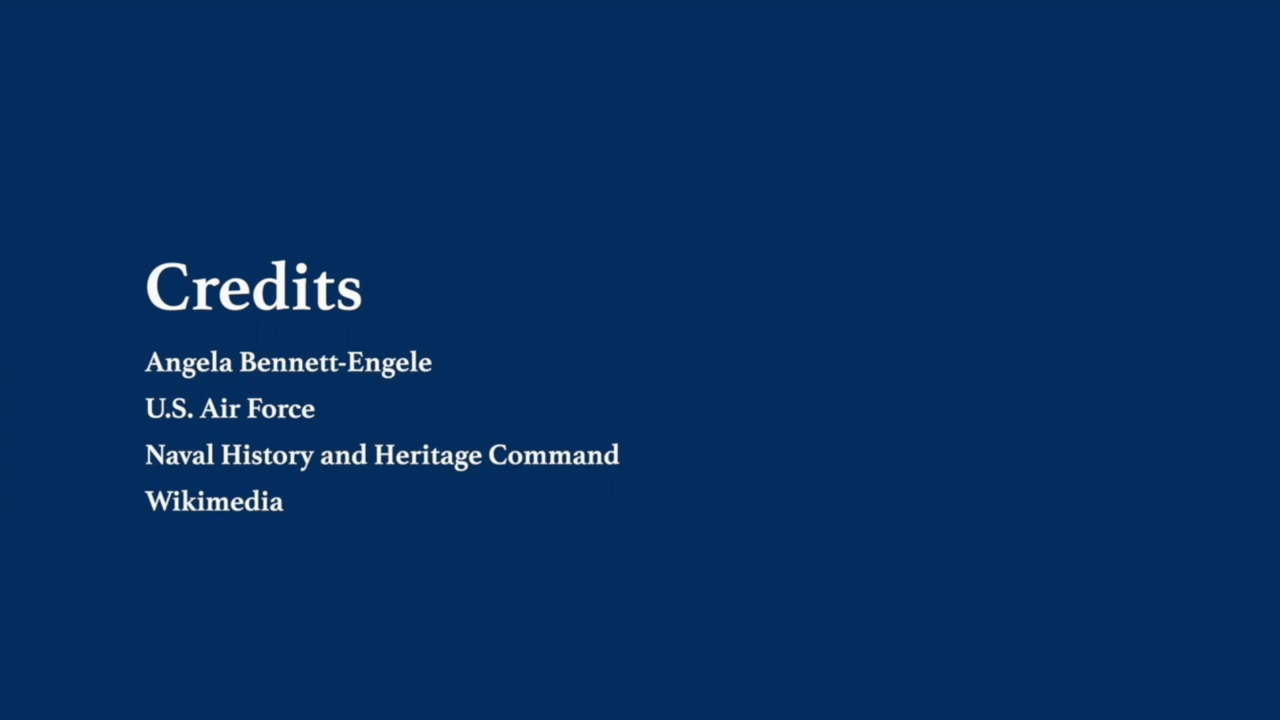 Credits
Angela Bennett-Engele
U.S. Air Force
Naval History and Heritage Command
Wikimedia